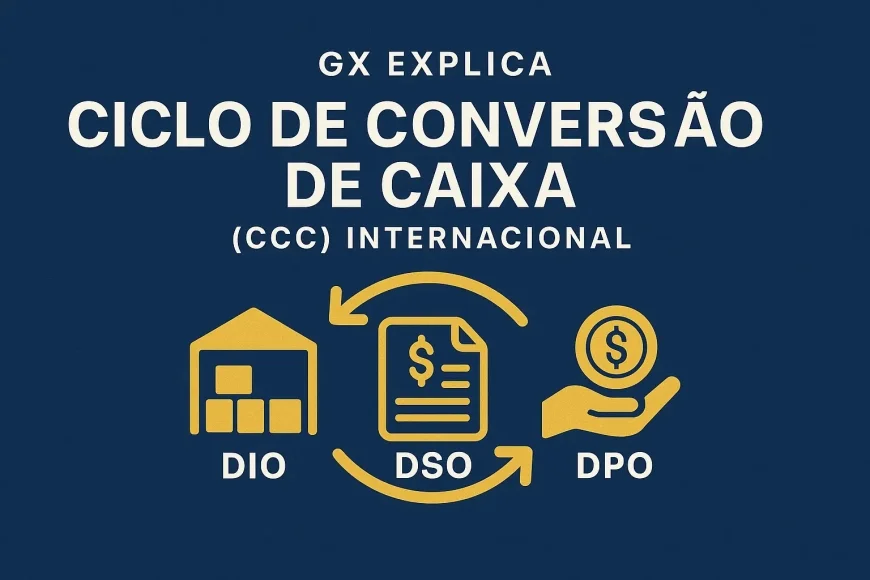 GX EXPLICA
CICLO DE CONVERSÃO
DE CAIXA
(CCC) INTERNACIONAL
$
$
DIO
DSO
DPO